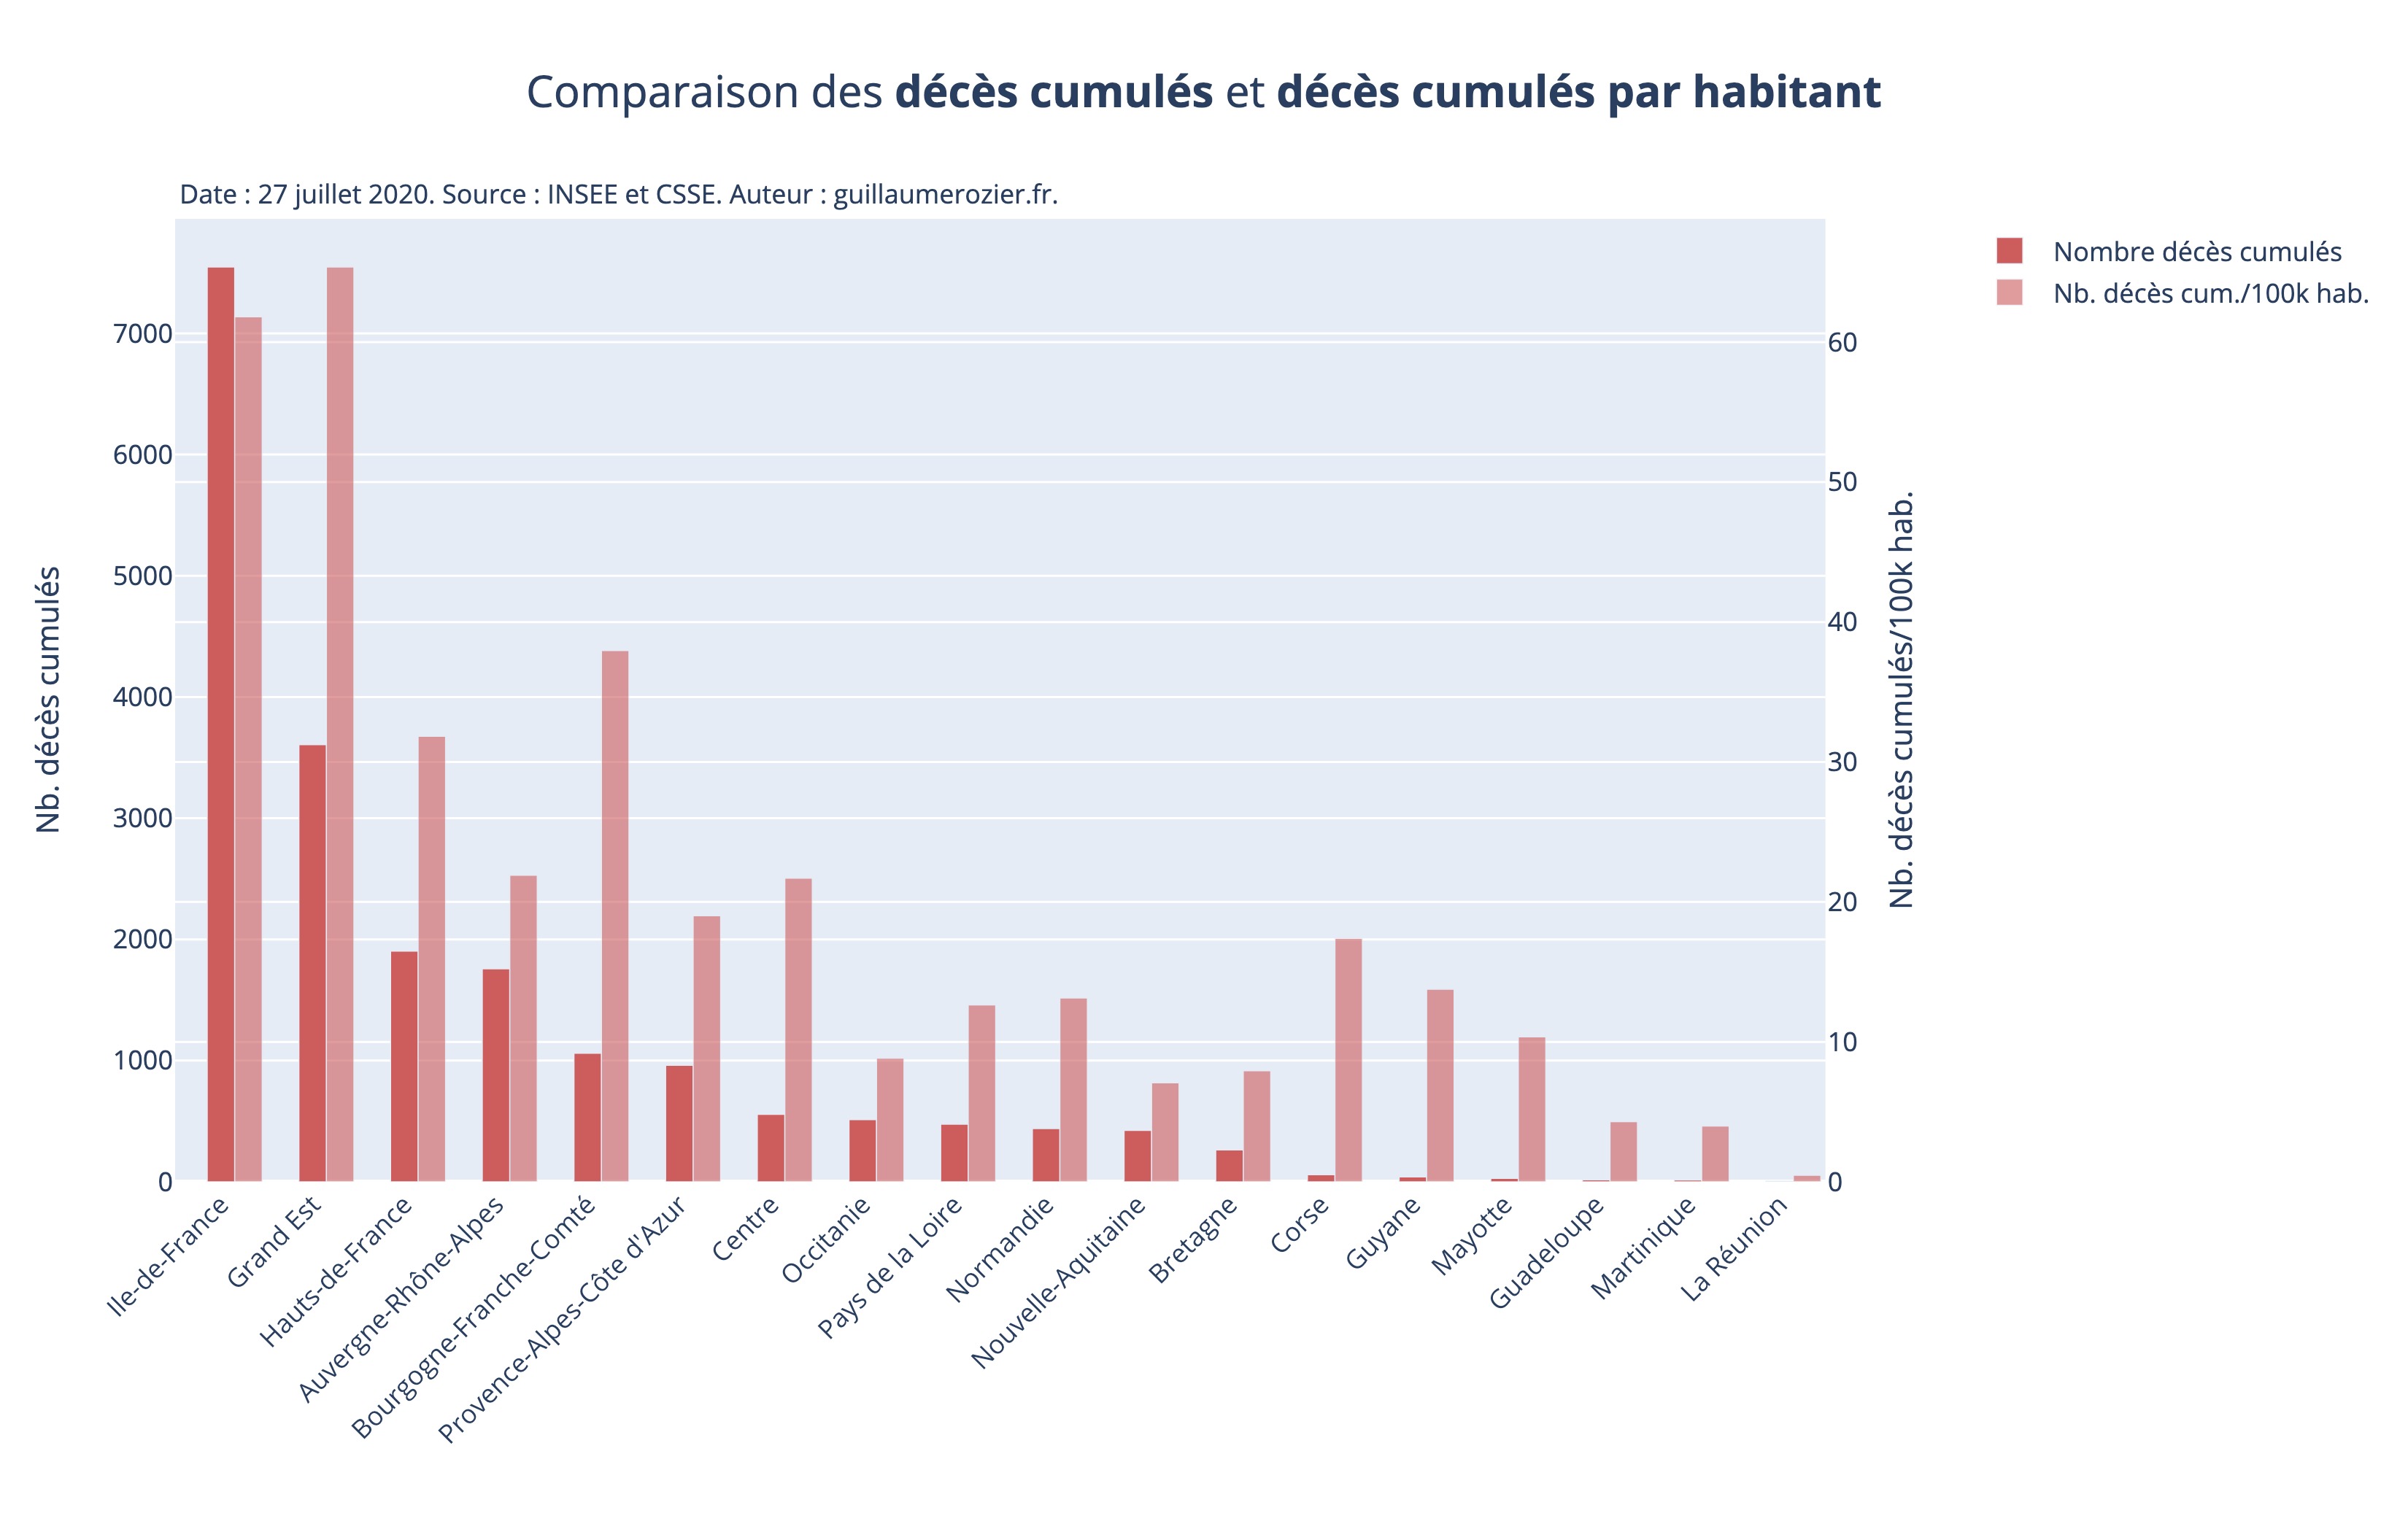 Comparaison des décès cumulés et décès cumulés par habitant
Date : 27 juillet 2020. Source : INSEE et CSSE. Auteur : guillaumerozier.fr.
Nombre décès cumulés
Nb. décès cum./100k hab.
Nb. décès cumulés
7000
6000
5000
4000
3000
2000
1000
0
60
50
40
30
20
10
0
Nb. décès cumulés/100k hab.
Ile-de-France
Grand Est
Hauts-de-France
Auvergne-Rhône-Alpes
Bourgogne-Franche-Comté
Provence-Alpes-Côte d'Azur
Centre
Occitanie
Pays de la Loire
Normandie
Nouvelle-Aquitaine
Bretagne
Corse
Guyane
Mayotte
Guadeloupe
Martinique
La Réunion